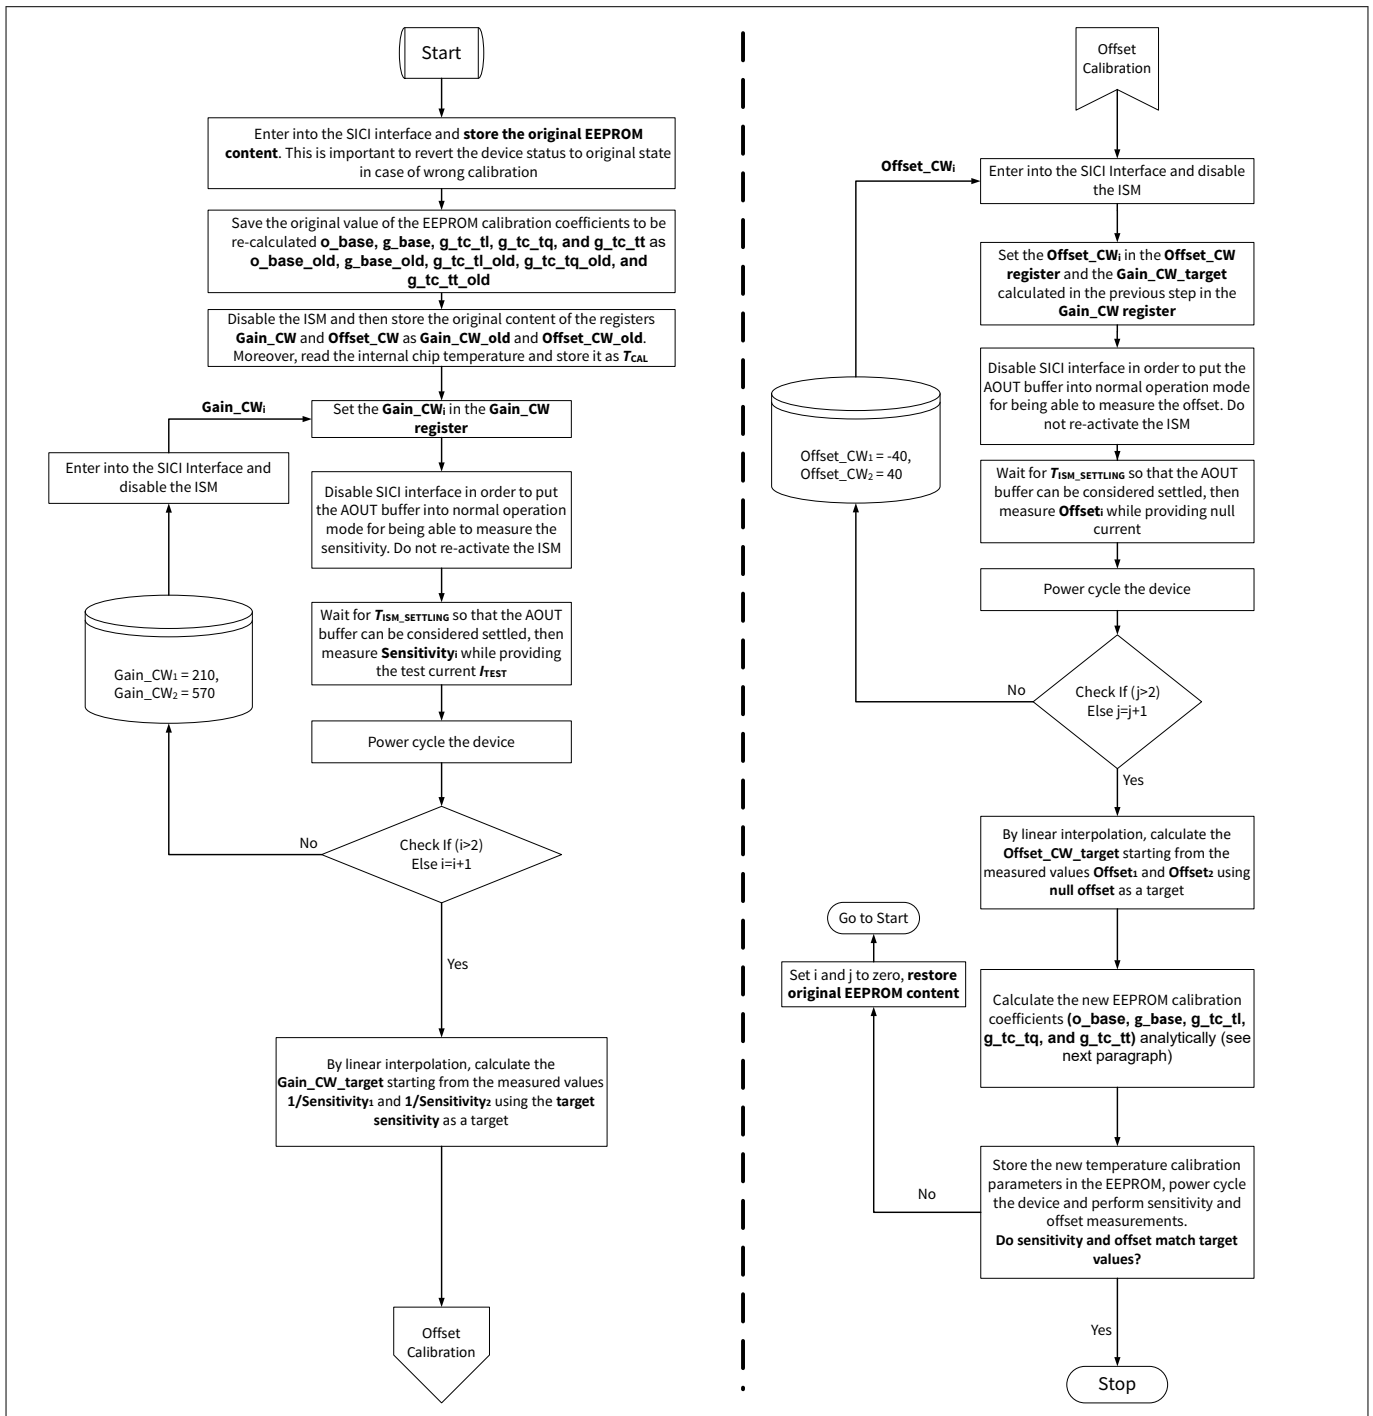 Start
Enter into the SICI interface and store the original EEPROM
content. This is important to revert the device status to original state
in case of wrong calibration
Save the original value of the EEPROM calibration coefficients to be
re-calculated o_base, g_base, g_tc_tl, g_tc_tq, and g_tc_tt as
o_base_old, g_base_old, g_tc_tl_old, g_tc_tq_old, and
g_tc_tt_old
Disable the ISM and then store the original content of the registers
Gain_CW and Offset_CW as Gain_CW_old and Offset_CW_old.
Moreover, read the internal chip temperature and store it as TCAL
Gain_CWi
Set the Gain_CWi in the Gain_CW
register
Enter into the SICI Interface and
disable the ISM
Disable SICI interface in order to put
the AOUT buffer into normal operation
mode for being able to measure the
sensitivity. Do not re-activate the ISM
Wait for TISM_SETTLING so that the AOUT
buffer can be considered settled, then
measure Sensitivityi while providing
the test current ITEST
Gain_CW1 = 210,
Gain_CW2 = 570
Power cycle the device
No
Check If (i>2)
Else i=i+1
Yes
By linear interpolation, calculate the
Gain_CW_target starting from the measured values
1/Sensitivity1 and 1/Sensitivity2 using the target
sensitivity as a target
Offset
Calibration
Offset
Calibration
Offset_CWi
Enter into the SICI Interface and disable
the ISM
Set the Offset_CWi in the Offset_CW
register and the Gain_CW_target
calculated in the previous step in the
Gain_CW register
Disable SICI interface in order to put the
AOUT buffer into normal operation mode
for being able to measure the offset. Do
not re-activate the ISM
Offset_CW1 = -40,
Offset_CW2 = 40
Wait for TISM_SETTLING so that the AOUT
buffer can be considered settled, then
measure Offseti while providing null
current
Power cycle the device
No
Check If (j>2)
Else j=j+1
Yes
By linear interpolation, calculate the
Offset_CW_target starting from the
measured values Offset1 and Offset2 using
null offset as a target
Go to Start
Set i and j to zero, restore
original EEPROM content
Calculate the new EEPROM calibration
coefficients (o_base, g_base, g_tc_tl,
g_tc_tq, and g_tc_tt) analytically (see
next paragraph)
Store the new temperature calibration
parameters in the EEPROM, power cycle
the device and perform sensitivity and
offset measurements.
Do sensitivity and offset match target
values?
No
Yes
Stop